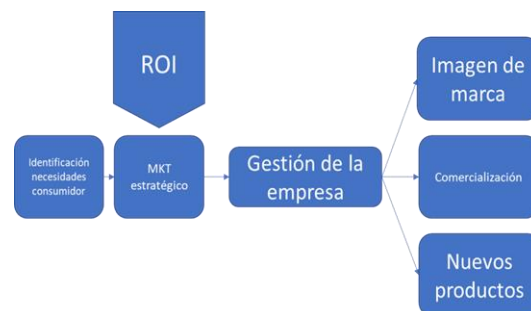 ROI
Identificación
necesidades
consumidor
MKT
estratégico
Gestión de la
empresa
Imagen de
marca
Comercialización
Nuevos
productos